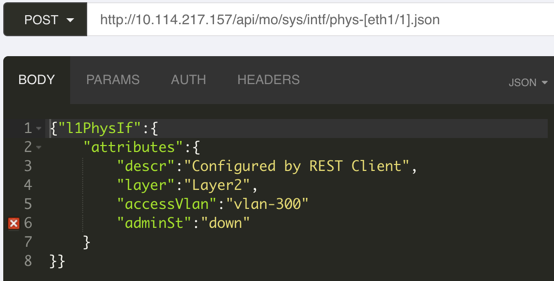 POST http://10.114.217.157/api/mo/sys/intf/phys-[eth1/1].json
BODY PARAMS AUTH HEADERS JSON
1 {"l1PhysIf":{
2 "attributes":{
3 "descr":"Configured by REST Client",
4 "layer":"Layer2",
5 "accessVlan":"vlan-300"
6 "adminSt":"down"
7 }
8 }}